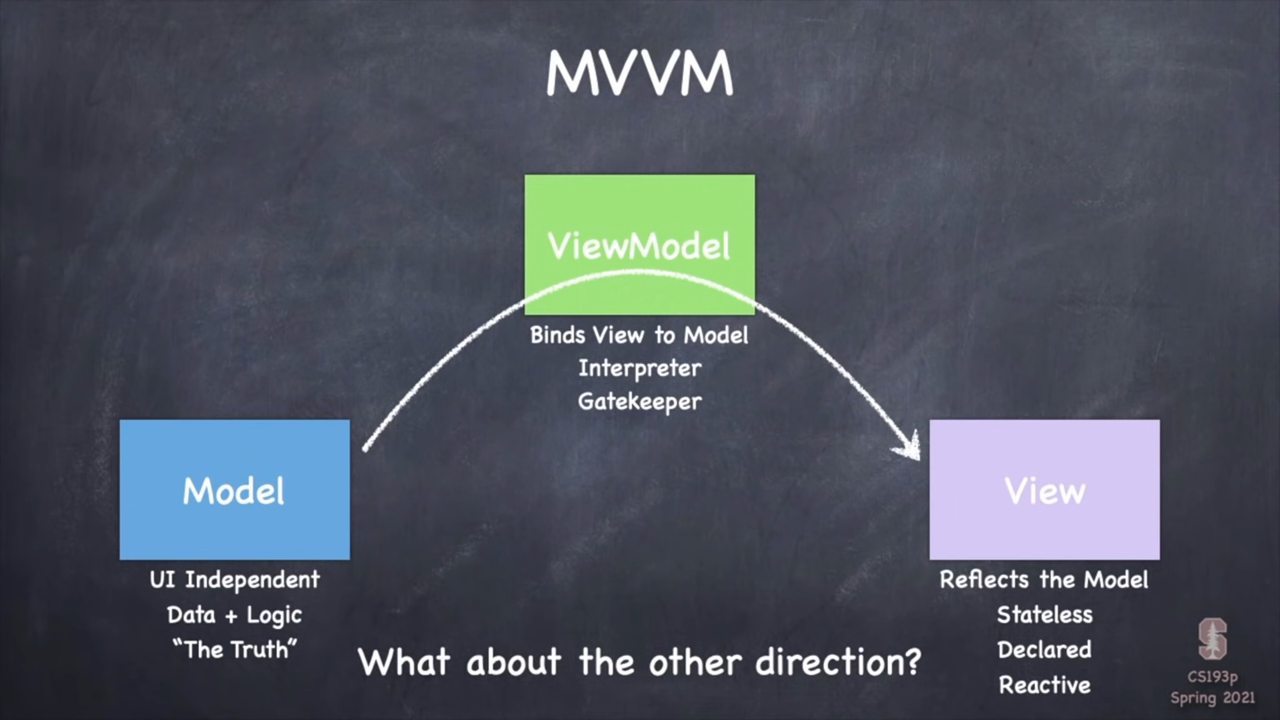 MVVM
ViewModel
Binds View to Model
Interpreter
Gatekeeper
Model
UI Independent
Data + Logic
“The Truth”
View
Reflects the Model
Stateless
Declared
Reactive
What about the other direction?
S
CS193p
Spring 2021